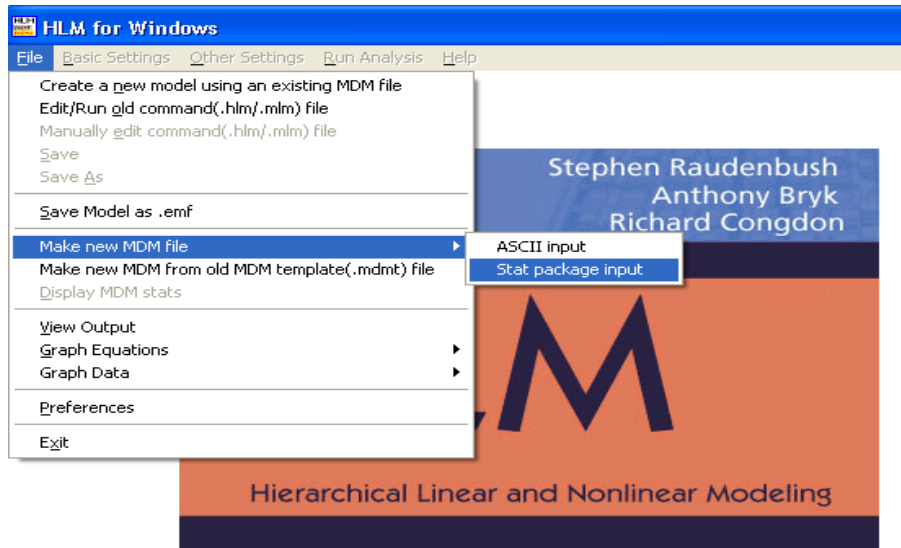 HLM for Windows
File Basic Settings Other Settings Run Analysis Help
Create a new model using an existing MDM file
Edit/Run old command(.hlm/.mlm) file
Manually edit command(.hlm/.mlm) file
Save
Save As
Save Model as .emf
Make new MDM file
ASCII input
Stat package input
Make new MDM from old MDM template(.mdmt) file
Display MDM stats
View Output
Graph Equations
Graph Data
Preferences
Exit
Stephen Raudenbush
Anthony Bryk
Richard Congdon
Hierarchical Linear and Nonlinear Modeling